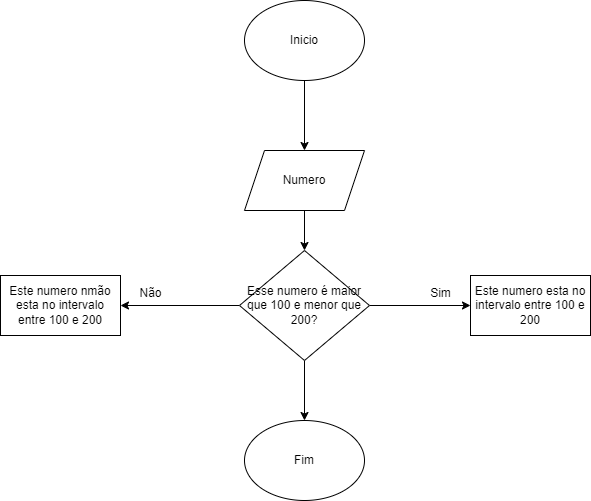 Inicio
Numero
Este numero nmão
esta no intervalo
entre 100 e 200
Não
Esse numero é maior
que 100 e menor que
200?
Sim
Este numero esta no
intervalo entre 100 e
200
Fim